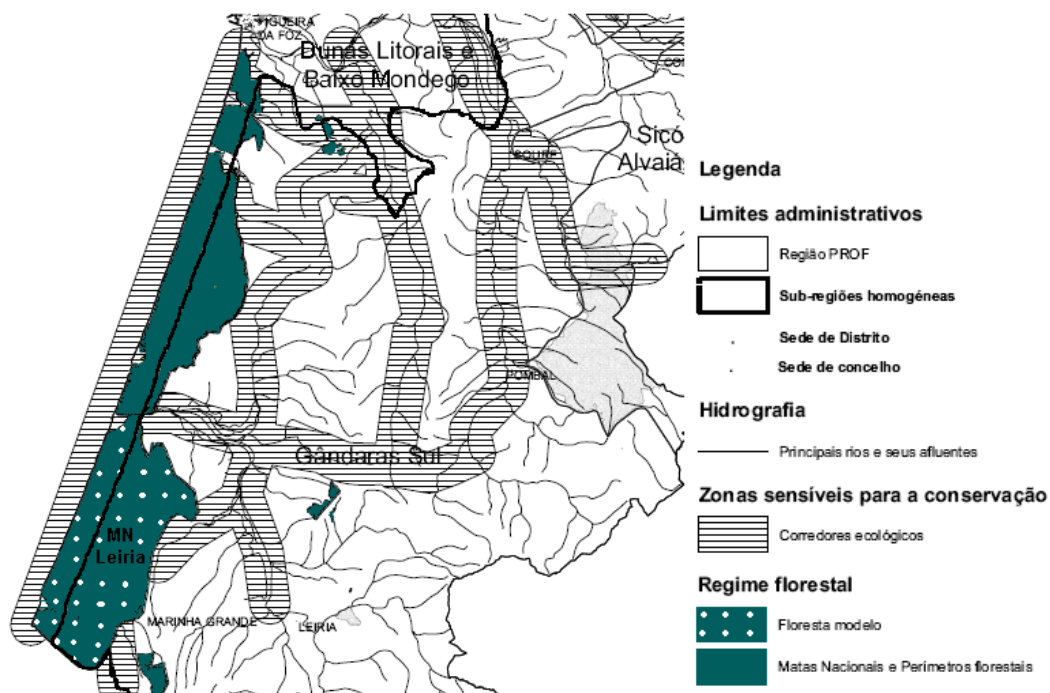 FIGUEIRA
DA FOZ
Dunas Litorais e
Baixo Mondego
Sicó
Alvaiá
SOURE
POMBAL
Gândaras Sul
MN
Leiria
MARINHA GRANDE
LEIRIA
Legenda
Limites administrativos
Região PROF
Sub-regiões homogéneas
Sede de Distrito
Sede de concelho
Hidrografia
Principais rios e seus afluentes
Zonas sensíveis para a conservação
Corredores ecológicos
Regime florestal
Floresta modelo
Matas Nacionais e Perímetros florestais